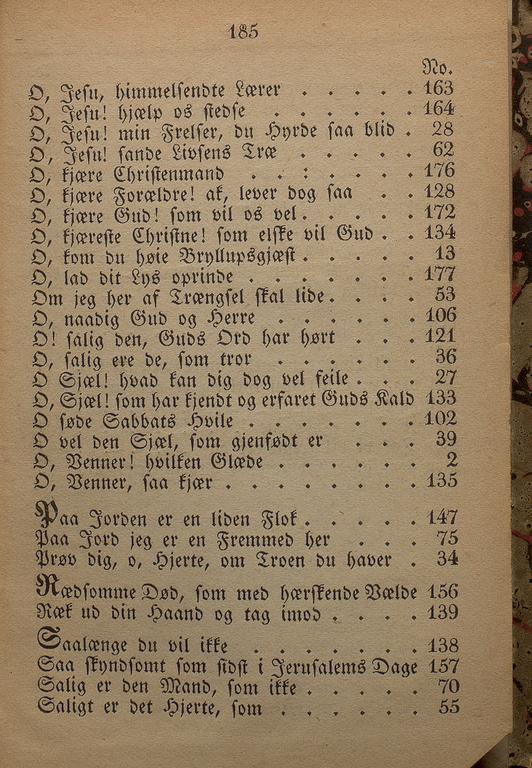 185
No.
O, Jesu, himmelsendte Lærer . . . . . 163
O, Jesu! hjælp os stedse . . . . . . 164
O, Jesu! min Frelser, du Hyrde saa blid . 28
O, Jesu! sande Livsens Træ . . . . . 62
O, kjære Christenmand . . : . . . . 176
O, kjære Forældre! ak, lever dog saa . . 128
O, kjære Gud! som vil os vel . . . . . 172
O, kjæreste Christne! som elske vil Gud . . 134
O, kom du høie Bryllupsgjæst . . . . . 13
O, lad dit Lys oprinde . . . . . . . 177
Om jeg her af Trængsel skal lide . . . . 53
O, naadig Gud og Herre . . . . . . 106
O! salig den, Guds Ord har hørt . . . 121
O, salig ere de, som tror . . . . . . 36
O Sjæl! hvad kan dig dog vel feile . . . 27
O, Sjæl! som har kjendt og erfaret Guds Kald 133
O søde Sabbats Hvile . . . . . . . 102
O vel den Sjæl, som gjenfødt er . . . 39
O, Venner! hvilken Glæde . . . . . . 2
O, Venner, saa kjær . . . . . . . . 135
Paa Jorden er en liden Flok . . . . . 147
Paa Jord jeg er en Fremmed her . . . 75
Prøv dig, o, Hjerte, om Troen du haver . 34
Rædsomme Død, som med hærskende Vælde 156
Ræk ud din Haand og tag imod . . . . 139
Saalænge du vil ikke . . . . . . . 138
Saa skyndsomt som sidst i Jerusalems Dage 157
Salig er den Mand, som ikke . . . . . 70
Saligt er det Hjerte, som . . . . . . 55